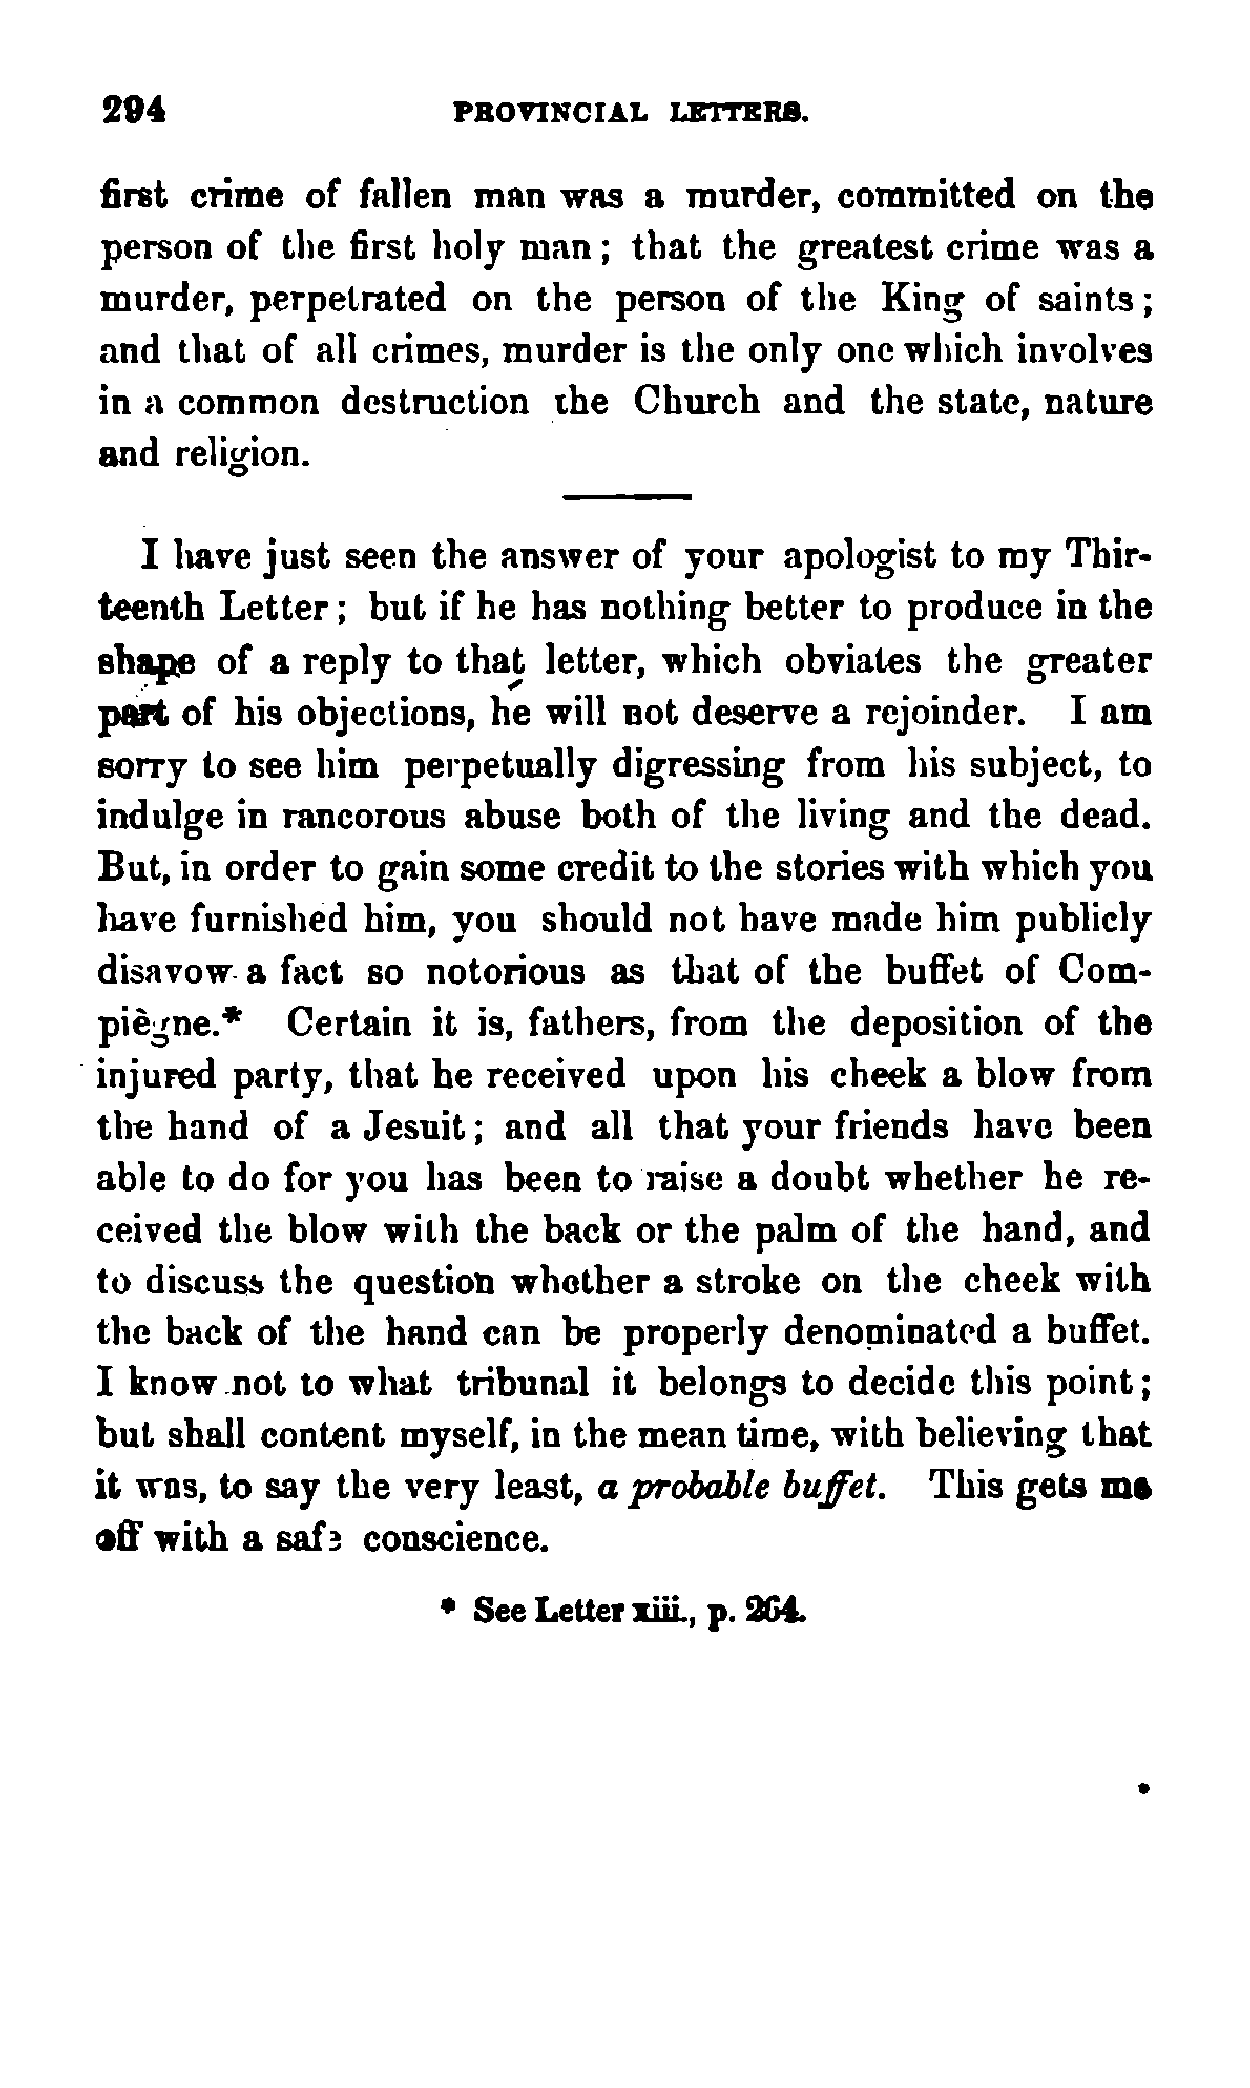 294 PROVINCIAL LETTERS.
first crime of fallen man was a murder, committed on the
person of the first holy man; that the greatest crime was a
murder, perpetrated on the person of the King of saints;
and that of all crimes, murder is the only one which involves
in a common destruction the Church and the state, nature
and religion.
I have just seen the answer of your apologist to my Thir-
teenth Letter; but if he has nothing better to produce in the
shape of a reply to that letter, which obviates the greater
part of his objections, he will not deserve a rejoinder. I am
sorry to see him perpetually digressing from his subject, to
indulge in rancorous abuse both of the living and the dead.
But, in order to gain some credit to the stories with which you
have furnished him, you should not have made him publicly
disavow a fact so notorious as that of the buffet of Com-
piègne.* Certain it is, fathers, from the deposition of the
injured party, that he received upon his cheek a blow from
the hand of a Jesuit; and all that your friends have been
able to do for you has been to raise a doubt whether he re-
ceived the blow with the back or the palm of the hand, and
to discuss the question whether a stroke on the cheek with
the back of the hand can be properly denominated a buffet.
I know not to what tribunal it belongs to decide this point;
but shall content myself, in the mean time, with believing that
it was, to say the very least, a probable buffet. This gets me
off with a safe conscience.
* See Letter xiii., p. 264.